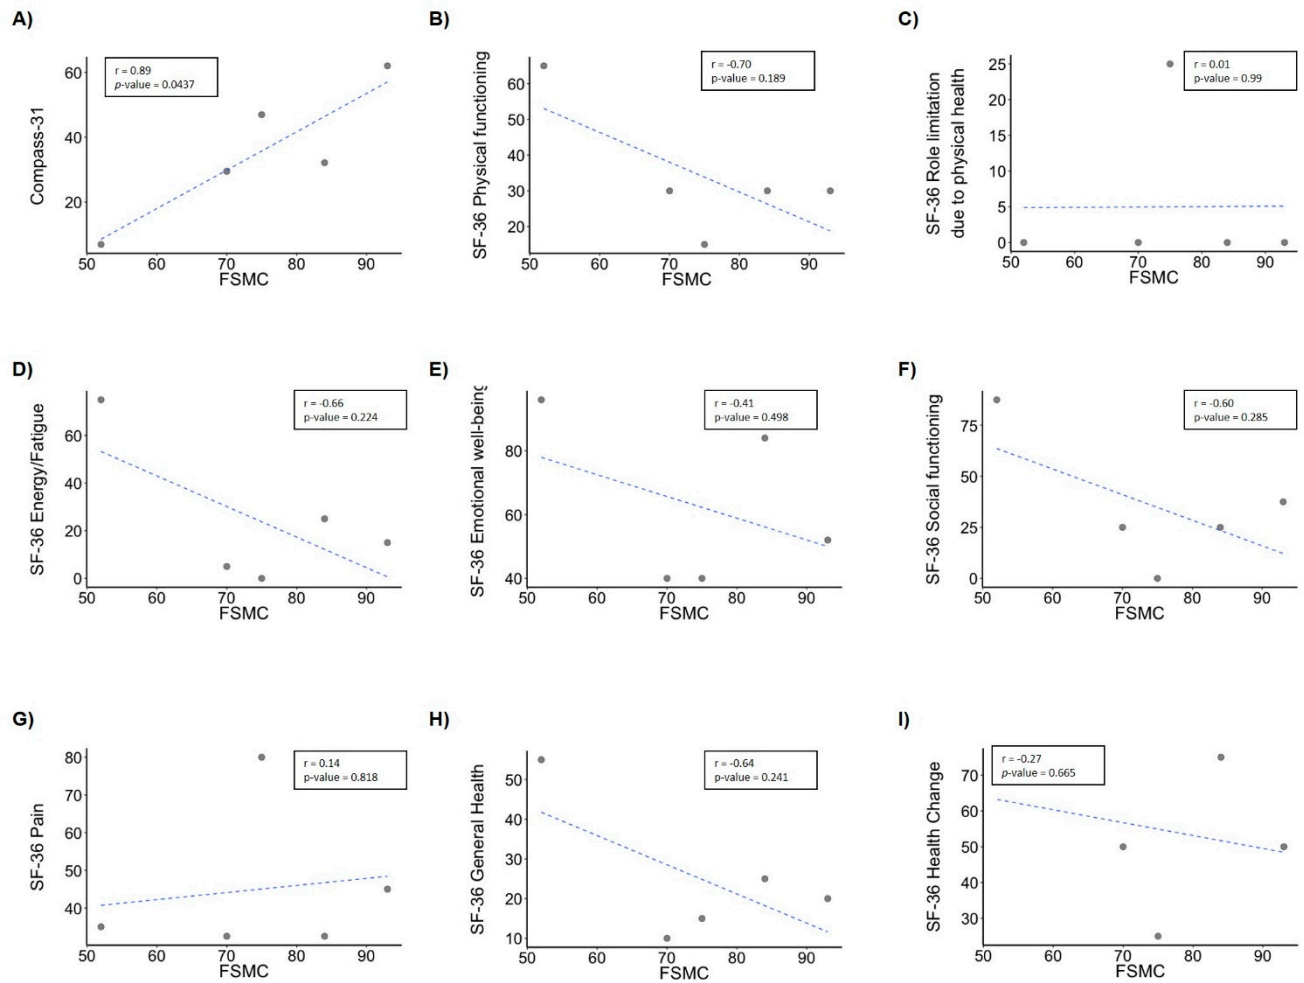 A)
r = 0.89
p-value = 0.0437
Compass-31
60
40
20
50
60
70
80
90
FSMC
B)
r = -0.70
p-value = 0.189
SF-36 Physical functioning
60
50
40
30
20
50
60
70
80
90
FSMC
C)
r = 0.01
p-value = 0.99
SF-36 Role limitation
due to physical health
25
20
15
10
5
0
50
60
70
80
90
FSMC
D)
r = -0.66
p-value = 0.224
SF-36 Energy/Fatigue
60
40
20
0
50
60
70
80
90
FSMC
E)
r = -0.41
p-value = 0.498
SF-36 Emotional well-being
80
60
40
50
60
70
80
90
FSMC
F)
r = -0.60
p-value = 0.285
SF-36 Social functioning
75
50
25
0
50
60
70
80
90
FSMC
G)
r = 0.14
p-value = 0.818
SF-36 Pain
80
70
60
50
40
50
60
70
80
90
FSMC
H)
r = -0.64
p-value = 0.241
SF-36 General Health
50
40
30
20
10
50
60
70
80
90
FSMC
I)
r = -0.27
p-value = 0.665
SF-36 Health Change
70
60
50
40
30
50
60
70
80
90
FSMC